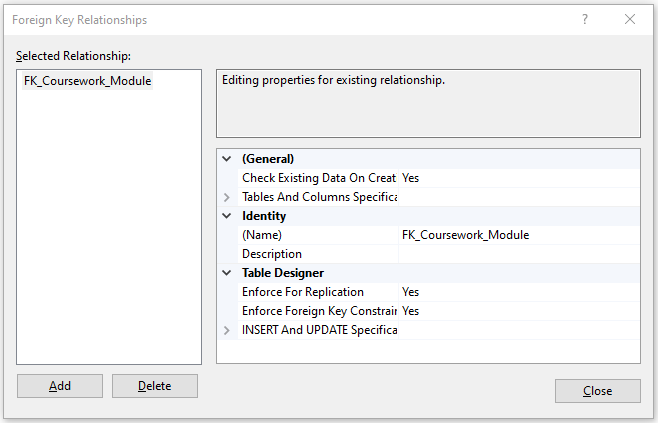 Foreign Key Relationships
Selected Relationship:
FK_Coursework_Module
Editing properties for existing relationship.
(General)
Check Existing Data On Creat Yes
Tables And Columns Specifica
Identity
(Name) FK_Coursework_Module
Description
Table Designer
Enforce For Replication Yes
Enforce Foreign Key Constrain Yes
INSERT And UPDATE Specifica
Add Delete
Close